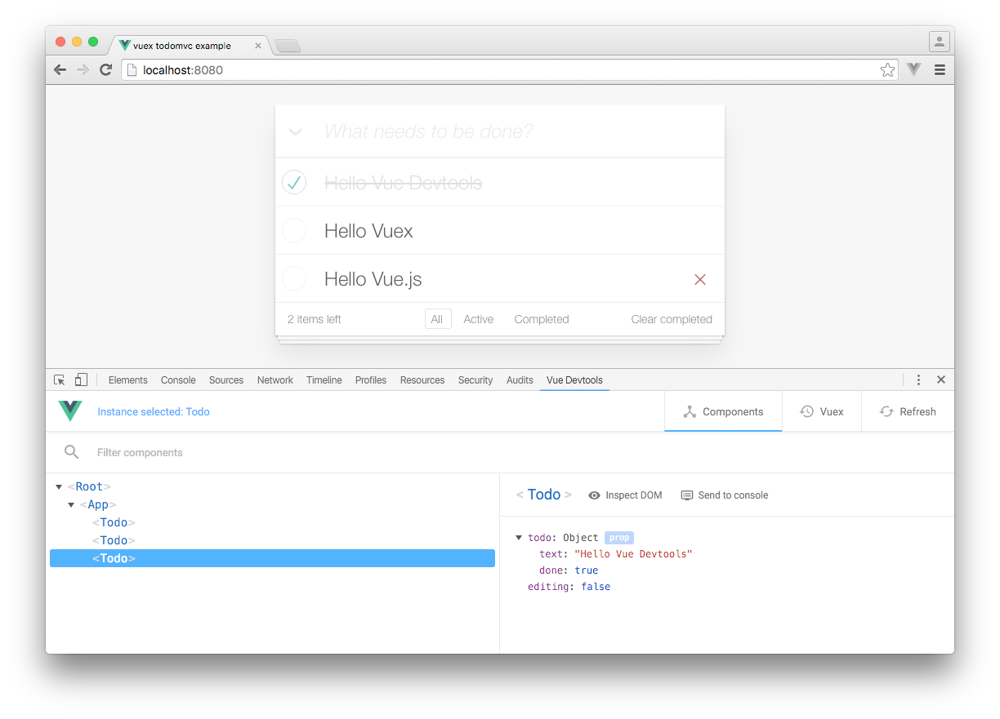 vuex todomvc example
localhost:8080
What needs to be done?
Hello Vue Devtools
Hello Vuex
Hello Vue.js
2 items left All Active Completed Clear completed
Elements Console Sources Network Timeline Profiles Resources Security Audits Vue Devtools
Instance selected: Todo Components Vuex Refresh
Filter components
<Root>
<App>
<Todo>
<Todo>
<Todo>
< Todo > Inspect DOM Send to console
todo: Object prop
text: "Hello Vue Devtools"
done: true
editing: false